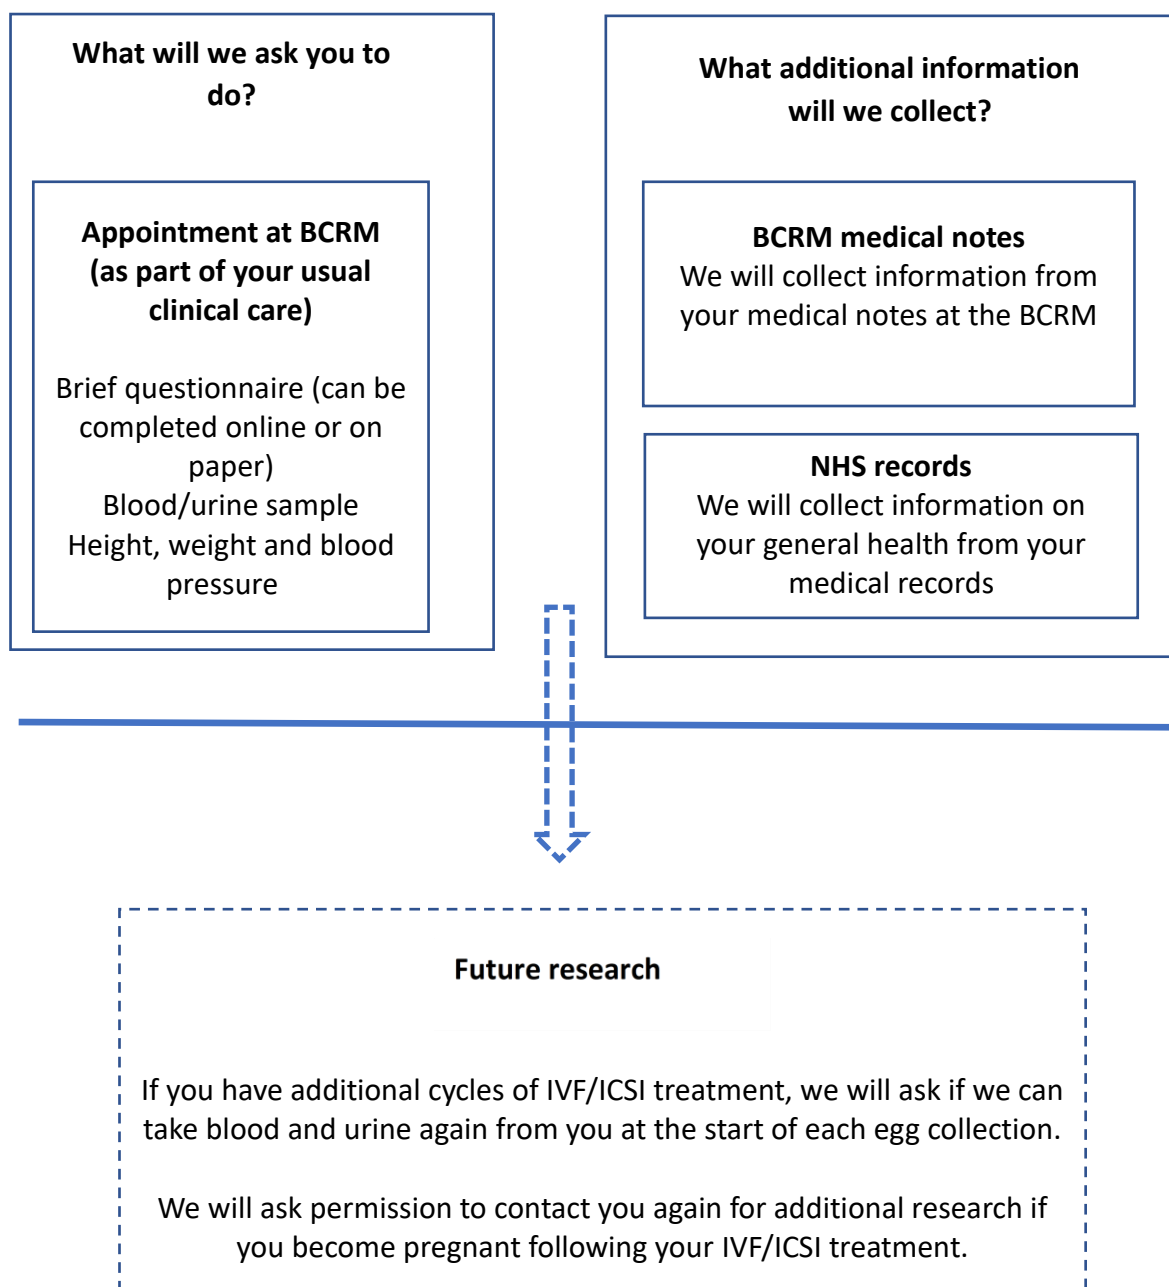 What will we ask you to
do?
Appointment at BCRM
(as part of your usual
clinical care)
Brief questionnaire (can be
completed online or on
paper)
Blood/urine sample
Height, weight and blood
pressure
What additional information
will we collect?
BCRM medical notes
We will collect information from
your medical notes at the BCRM
NHS records
We will collect information on
your general health from your
medical records
Future research
If you have additional cycles of IVF/ICSI treatment, we will ask if we can
take blood and urine again from you at the start of each egg collection.
We will ask permission to contact you again for additional research if
you become pregnant following your IVF/ICSI treatment.